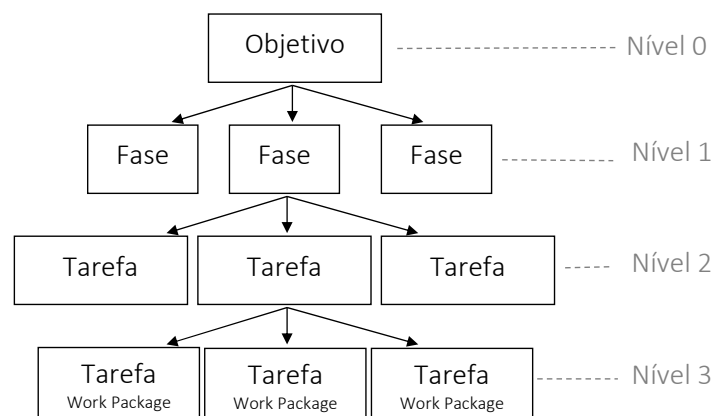 Objetivo
Nível 0
Fase
Fase
Fase
Nível 1
Tarefa
Tarefa
Tarefa
Nível 2
Tarefa
Work Package
Tarefa
Work Package
Tarefa
Work Package
Nível 3